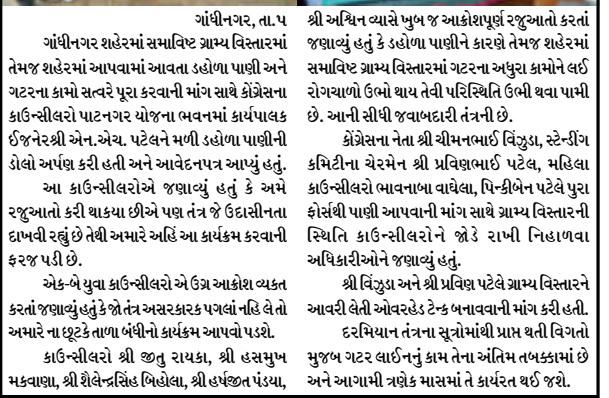 ગાંધીનગર, તા.૫
ગાંધીનગર શહેરમાં સમાવિષ્ટ ગ્રામ્ય વિસ્તારમાં
તેમજ શહેરમાં આપવામાં આવતા ડહોળા પાણી અને
ગટરના કામો સત્વરે પૂરા કરવાની માંગ સાથે કોંગ્રેસના
કાઉન્સીલરો પાટનગર યોજના ભવનમાં કાર્યપાલક
ઈજનેરશ્રી એન.એચ. પટેલને મળી ડહોળા પાણીની
ડોલો અર્પણ કરી હતી અને આવેદનપત્ર આપ્યું હતું.
આ કાઉન્સીલરોએ જણાવ્યું હતું કે અમે
રજુઆતો કરી થાકયા છીએ પણ તંત્ર જે ઉદાસીનતા
દાખવી રહ્યું છે તેથી અમારે અહિં આ કાર્યક્રમ કરવાની
ફરજ પડી છે.
એક-બે યુવા કાઉન્સીલરો એ ઉગ્ર આક્રોશ વ્યકત
કરતાં જણાવ્યું હતું કે જો તંત્ર અસરકારક પગલાં નહિ લે તો
અમારે ના છૂટકે તાળા બંધીનો કાર્યક્રમ આપવો પડશે.
કાઉન્સીલરો શ્રી જીતુ રાયકા, શ્રી હસમુખ
મકવાણા, શ્રી શૈલેન્દ્રસિંહ બિહોલા, શ્રી હર્ષજીત પંડયા,
શ્રી અશ્વિન વ્યાસે ખુબ જ આક્રોશપૂર્ણ રજુઆતો કરતાં
જણાવ્યું હતું કે ડહોળા પાણીને કારણે તેમજ શહેરમાં
સમાવિષ્ટ ગ્રામ્ય વિસ્તારમાં ગટરના અધુરા કામોને લઈ
રોગચાળો ઉભો થાય તેવી પરિસ્થિતિ ઉભી થવા પામી
છે. આની સીધી જવાબદારી તંત્રની છે.
કોંગ્રેસના નેતા શ્રી ચીમનભાઈ વિંઝુડા, સ્ટેન્ડીંગ
કમિટીના ચેરમેન શ્રી પ્રવિણભાઈ પટેલ, મહિલા
કાઉન્સીલરો ભાવનાબા વાઘેલા, પિન્કીબેન પટેલે પુરા
ફોર્સથી પાણી આપવાની માંગ સાથે ગ્રામ્ય વિસ્તારની
સ્થિતિ કાઉન્સીલરોને જોડે રાખી નિહાળવા
અધિકારીઓને જણાવ્યું હતું.
શ્રી વિંઝુડા અને શ્રી પ્રવિણ પટેલે ગ્રામ્ય વિસ્તારને
આવરી લેતી ઓવરહેડ ટેન્ક બનાવવાની માંગ કરી હતી.
દરમિયાન તંત્રના સૂત્રોમાંથી પ્રાપ્ત થતી વિગતો
મુજબ ગટર લાઈનનું કામ તેના અંતિમ તબક્કામાં છે
અને આગામી ત્રણેક માસમાં તે કાર્યરત થઈ જશે.